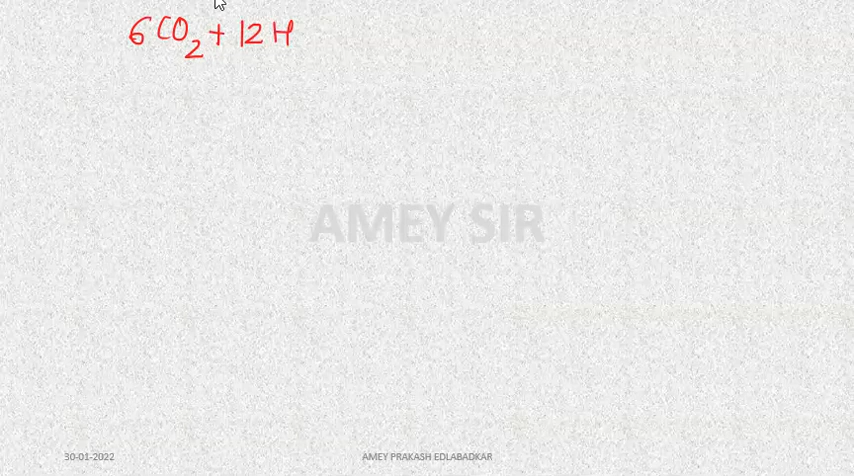 6CO₂ + 12H
AMEY SIR
30-01-2022
AMEY PRAKASH EDLABADKAR